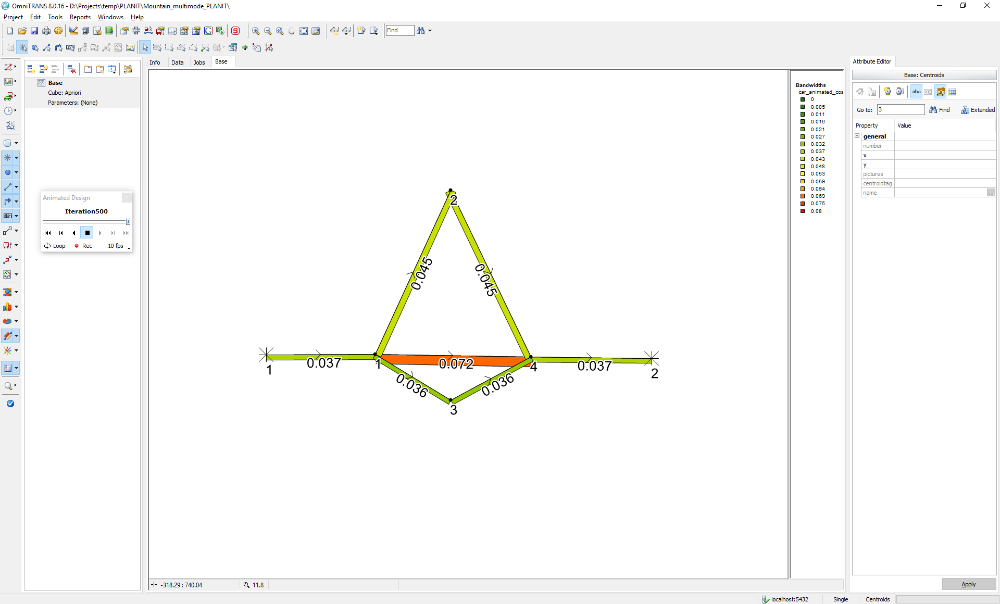 OmniTRANS 8.0.16 - D:\Projects\temp\PLANIT\Mountain_multimode_PLANIT\
Project Edit Tools Reports Windows Help
Find
Info Data Jobs Base
Attribute Editor
Base: Centroids
Base
Cube: Apriori
Parameters: (None)
Bandwidths
car_animated_cos
0
0.005
0.011
0.016
0.021
0.027
0.032
0.037
0.043
0.048
0.053
0.059
0.064
0.069
0.075
0.08
abc
Go to: 3 Find Extended
Property Value
general
number
x
y
pictures
centroidtag
name
...
Animated Design
Iteration500
Loop Rec 10 fps
2
0.045
0.045
0.037
1
1
0.072
4
0.037
2
0.036
0.036
3
-318.29 : 740.04
11.8
Apply
localhost:5432 Single Centroids